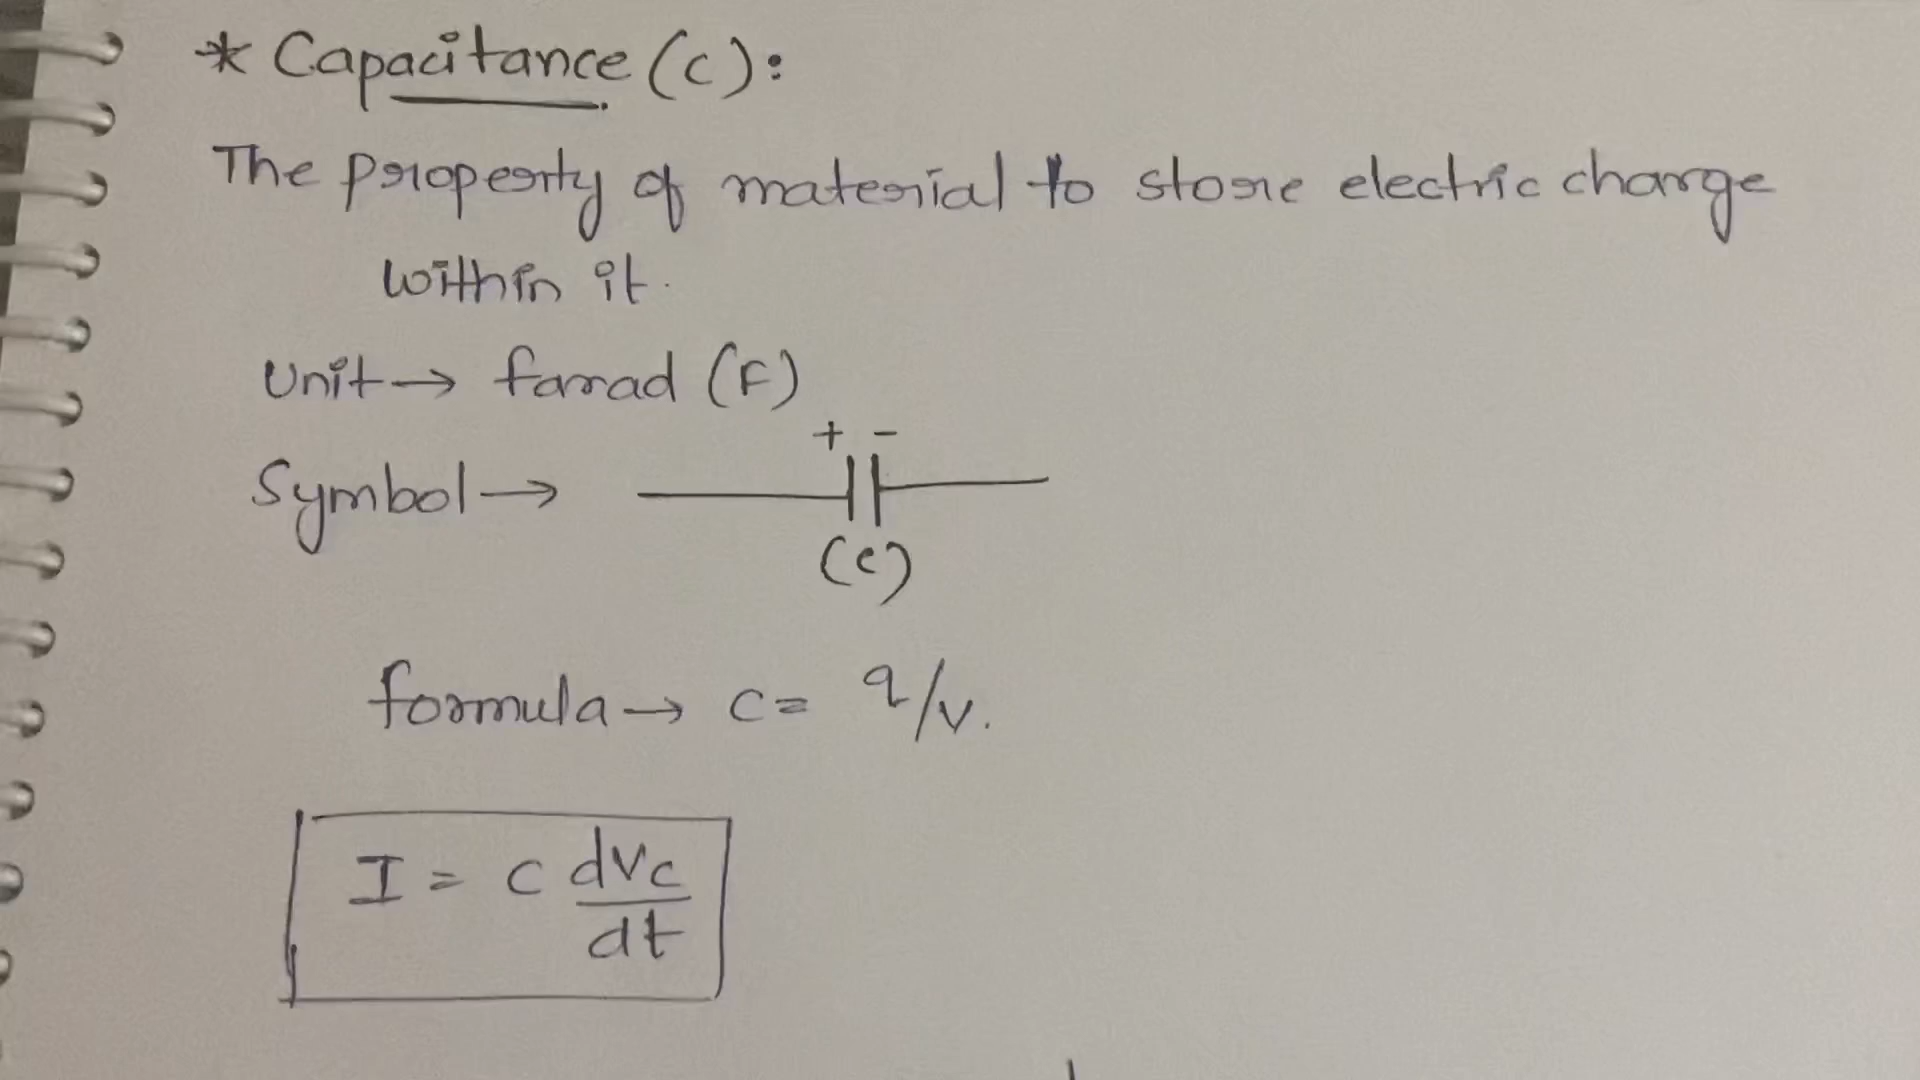 * Capacitance (C):
The property of material to store electric charge
within it.
Unit → farad (F)
+ -
Symbol →
(C)
formula → C = q/v.
I = C dVc/dt